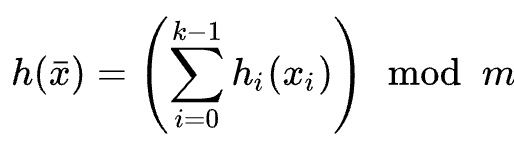 h(x̄) = (∑_{i=0}^{k−1} h_i(x_i)) mod m